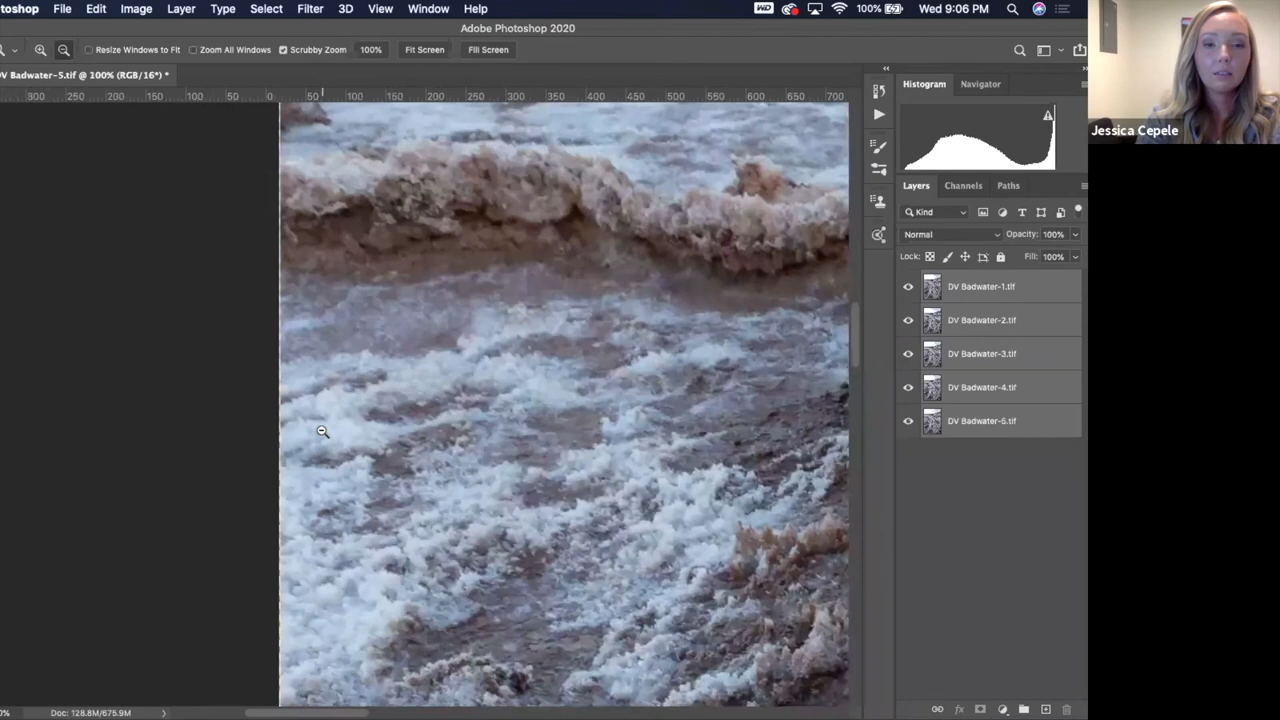 toshop File Edit Image Layer Type Select Filter 3D View Window Help 100% Wed 9:06 PM
Adobe Photoshop 2020
Resize Windows to Fit Zoom All Windows Scrubby Zoom 100% Fit Screen Fill Screen
DV Badwater-5.tif @ 100% (RGB/16*) *
300 250 200 150 100 50 0 50 100 150 200 250 300 350 400 450 500 550 600 650 700
Histogram Navigator
Jessica Cepele
Layers Channels Paths
Kind
Normal Opacity: 100%
Lock: Fill: 100%
DV Badwater-1.tif
DV Badwater-2.tif
DV Badwater-3.tif
DV Badwater-4.tif
DV Badwater-5.tif
0% Doc: 128.8M/675.9M
fx